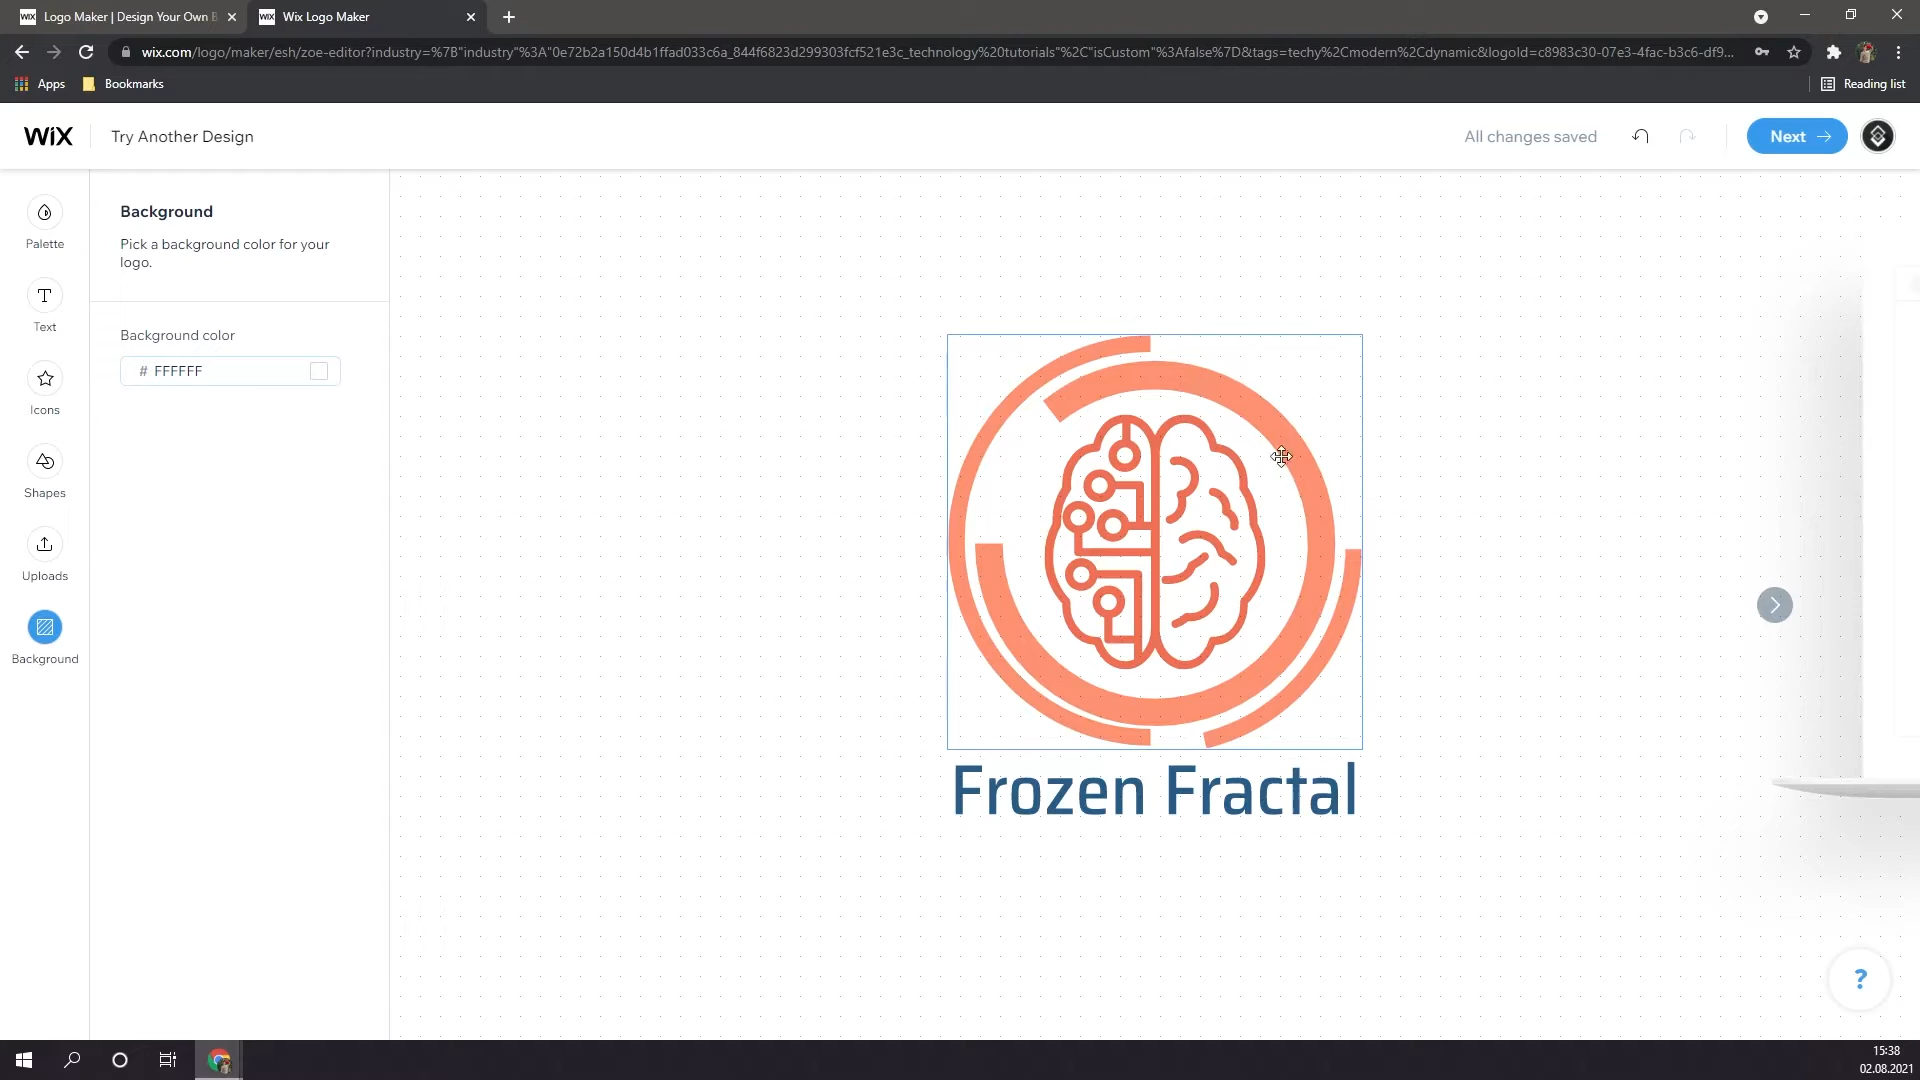 Logo Maker | Design Your Own B
Wix Logo Maker
wix.com/logo/maker/esh/zoe-editor?industry=%7B"industry"%3A"0e72b2a150d4b1ffad033c6a_844f6823d299303fcf521e3c_technology%20tutorials"%2C"isCustom"%3Afalse%7D&tags=techy%2Cmodern%2Cdynamic&logoId=c8983c30-07e3-4fac-b3c6-df9...
Apps
Bookmarks
Reading list
WiX
Try Another Design
All changes saved
Next
Palette
Text
Icons
Shapes
Uploads
Background
Background
Pick a background color for your
logo.
Background color
# FFFFFF
Frozen Fractal
?
15:38
02.08.2021